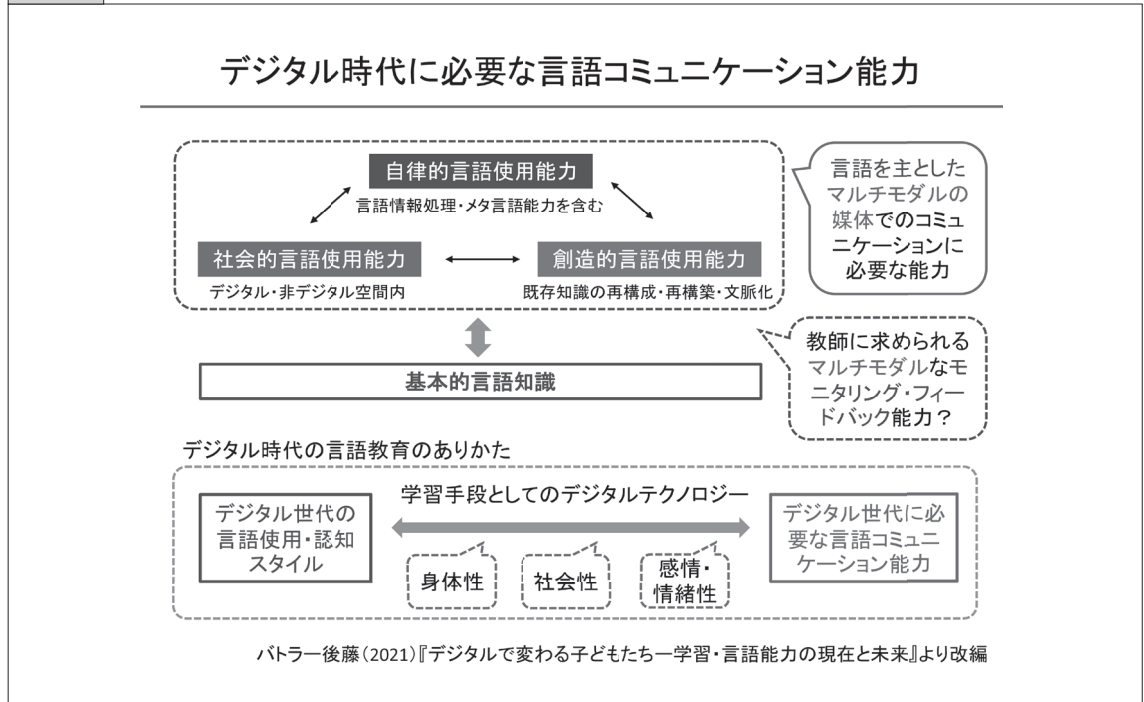 デジタル時代に必要な言語コミュニケーション能力
自律的言語使用能力
言語情報処理・メタ言語能力を含む
社会的言語使用能力
デジタル・非デジタル空間内
創造的言語使用能力
既存知識の再構成・再構築・文脈化
言語を主とした
マルチモダルの
媒体でのコミュ
ニケーションに
必要な能力
基本的言語知識
教師に求められる
マルチモダルなモ
ニタリング・フィー
ドバック能力？
デジタル時代の言語教育のありかた
デジタル世代の
言語使用・認知
スタイル
学習手段としてのデジタルテクノロジー
身体性
社会性
感情・
情緒性
デジタル世代に必
要な言語コミュニ
ケーション能力
バトラー後藤（2021）『デジタルで変わる子どもたち―学習・言語能力の現在と未来』より改編